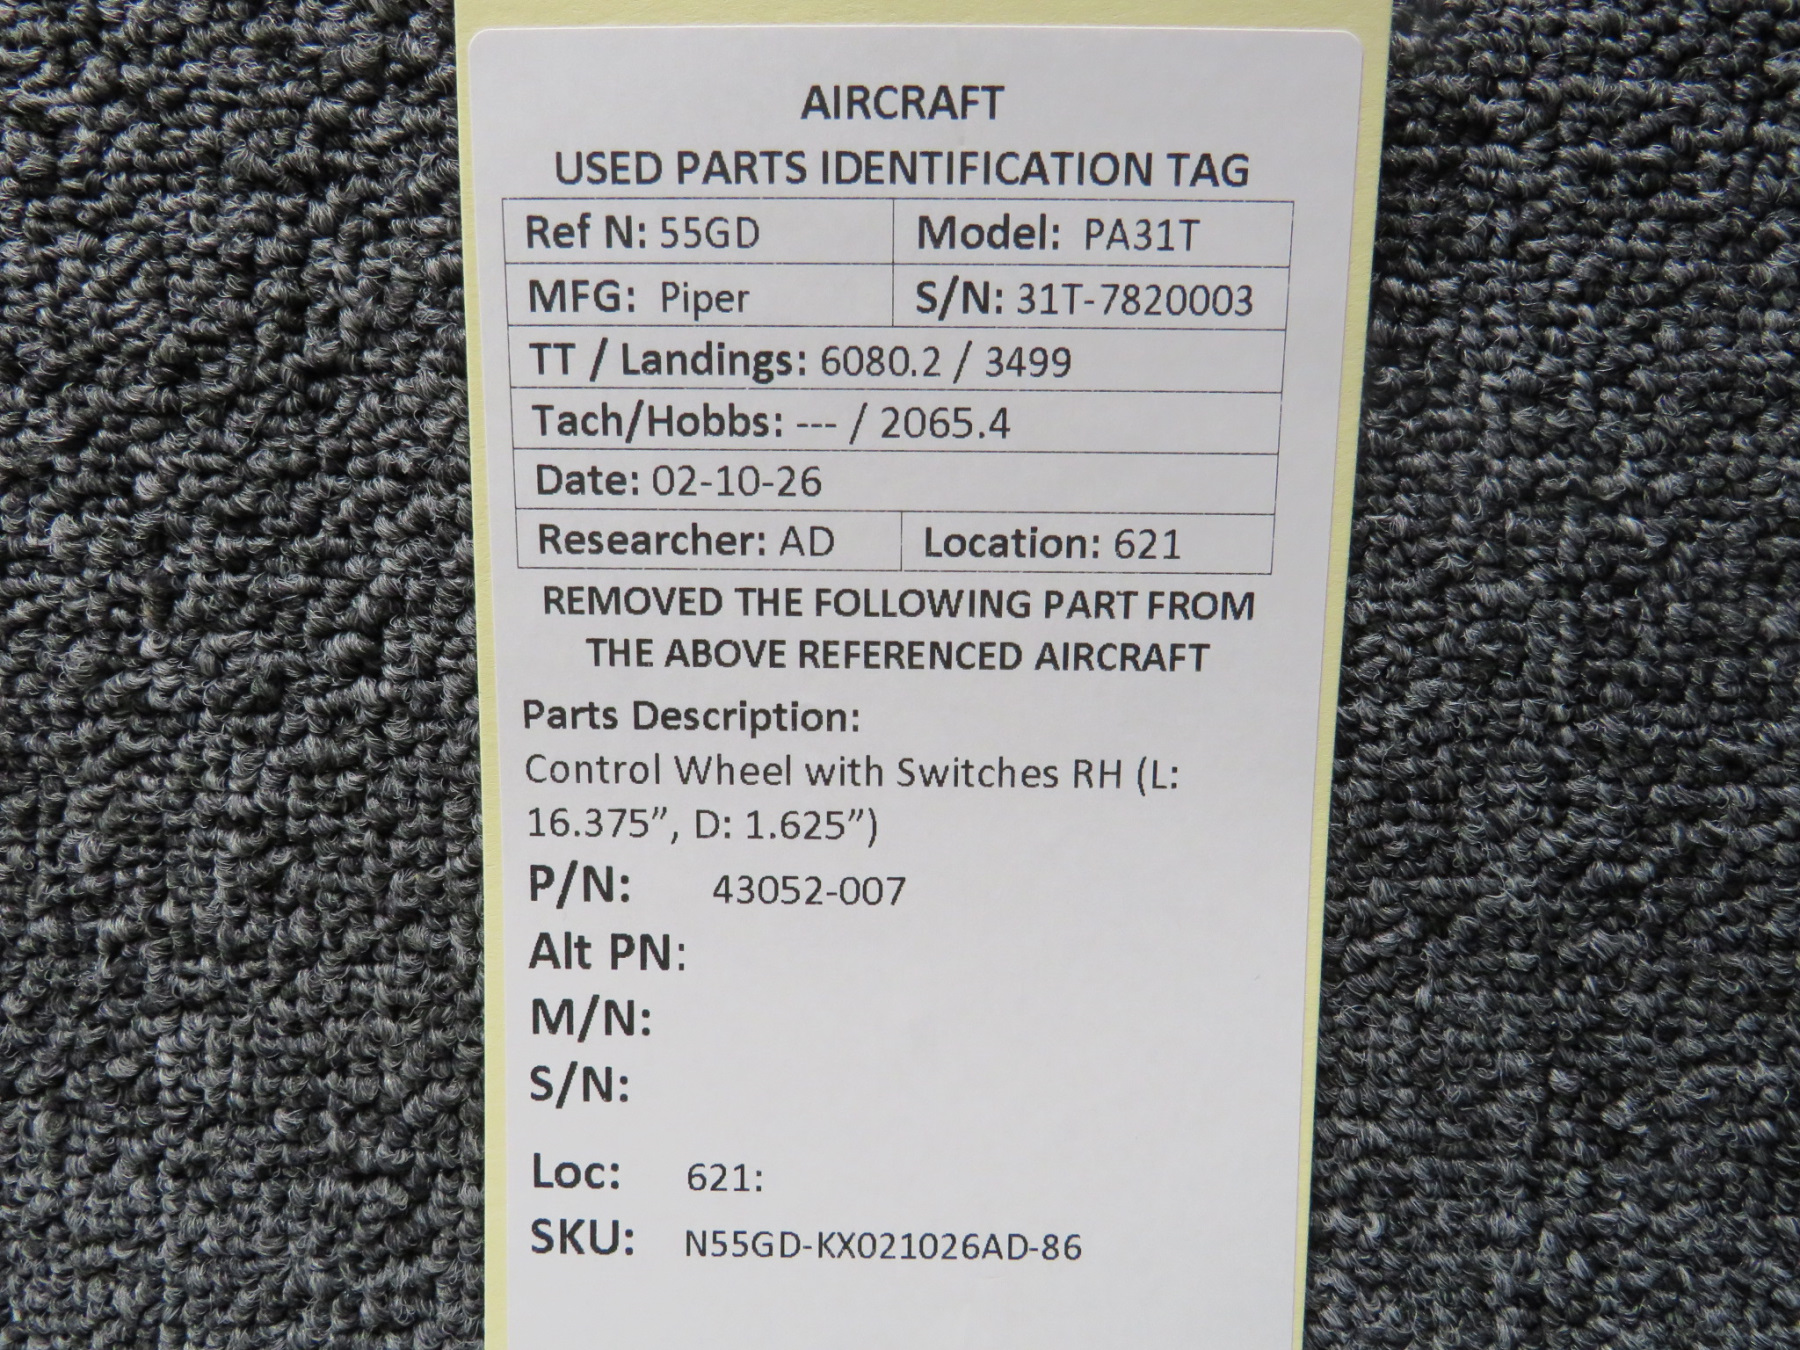 AIRCRAFT
USED PARTS IDENTIFICATION TAG
Ref N: 55GD Model: PA31T
MFG: Piper S/N: 31T-7820003
TT / Landings: 6080.2 / 3499
Tach/Hobbs: --- / 2065.4
Date: 02-10-26
Researcher: AD Location: 621
REMOVED THE FOLLOWING PART FROM
THE ABOVE REFERENCED AIRCRAFT
Parts Description:
Control Wheel with Switches RH (L:
16.375”, D: 1.625”)
P/N: 43052-007
Alt PN:
M/N:
S/N:
Loc: 621:
SKU: N55GD-KX021026AD-86